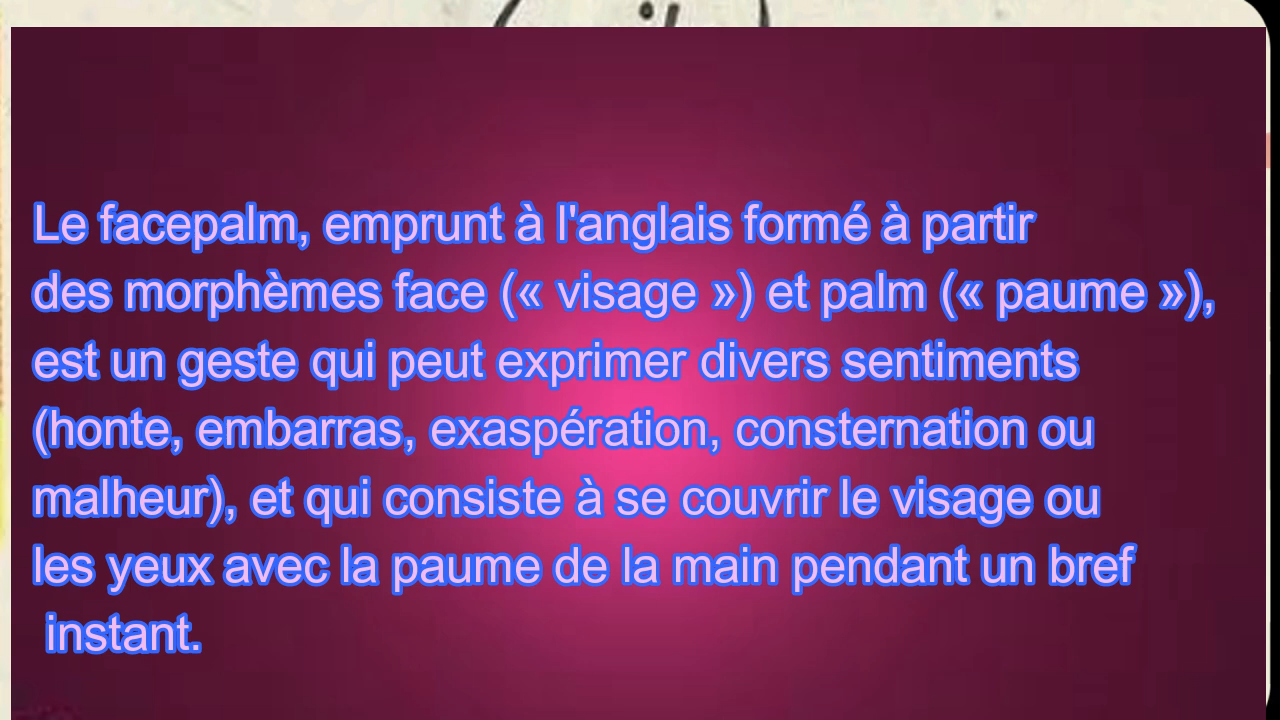 Le facepalm, emprunt à l'anglais formé à partir
des morphèmes face (« visage ») et palm (« paume »),
est un geste qui peut exprimer divers sentiments
(honte, embarras, exaspération, consternation ou
malheur), et qui consiste à se couvrir le visage ou
les yeux avec la paume de la main pendant un bref
instant.